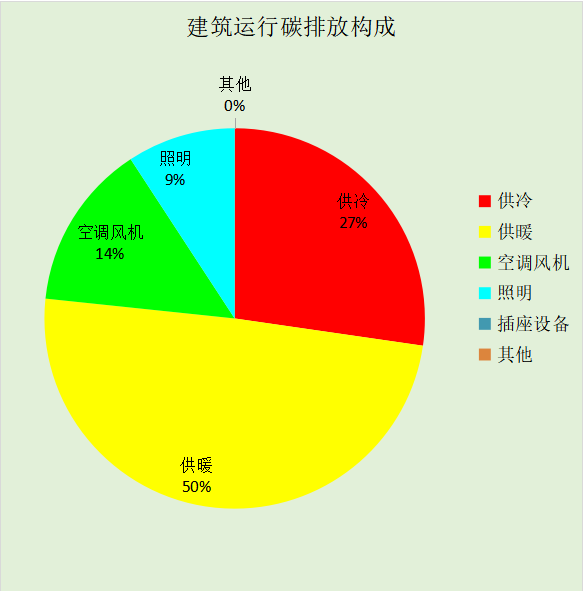 建筑运行碳排放构成
其他
0%
照明
9%
供冷
27%
空调风机
14%
供暖
50%
供冷
供暖
空调风机
照明
插座设备
其他